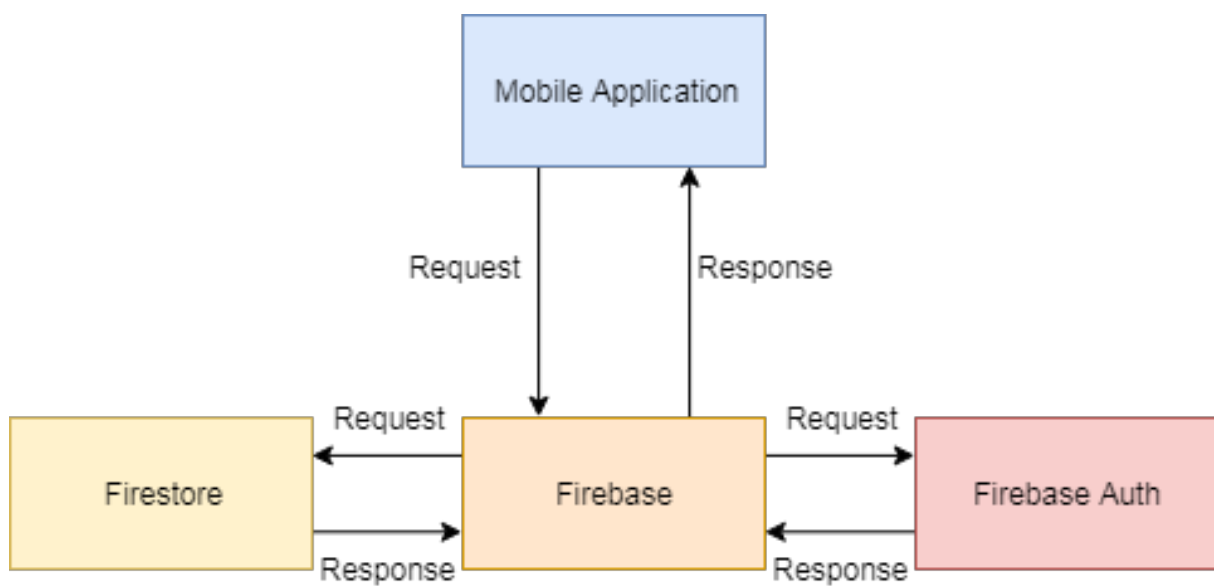 Mobile Application
Request
Response
Request
Request
Firestore
Firebase
Firebase Auth
Response
Response